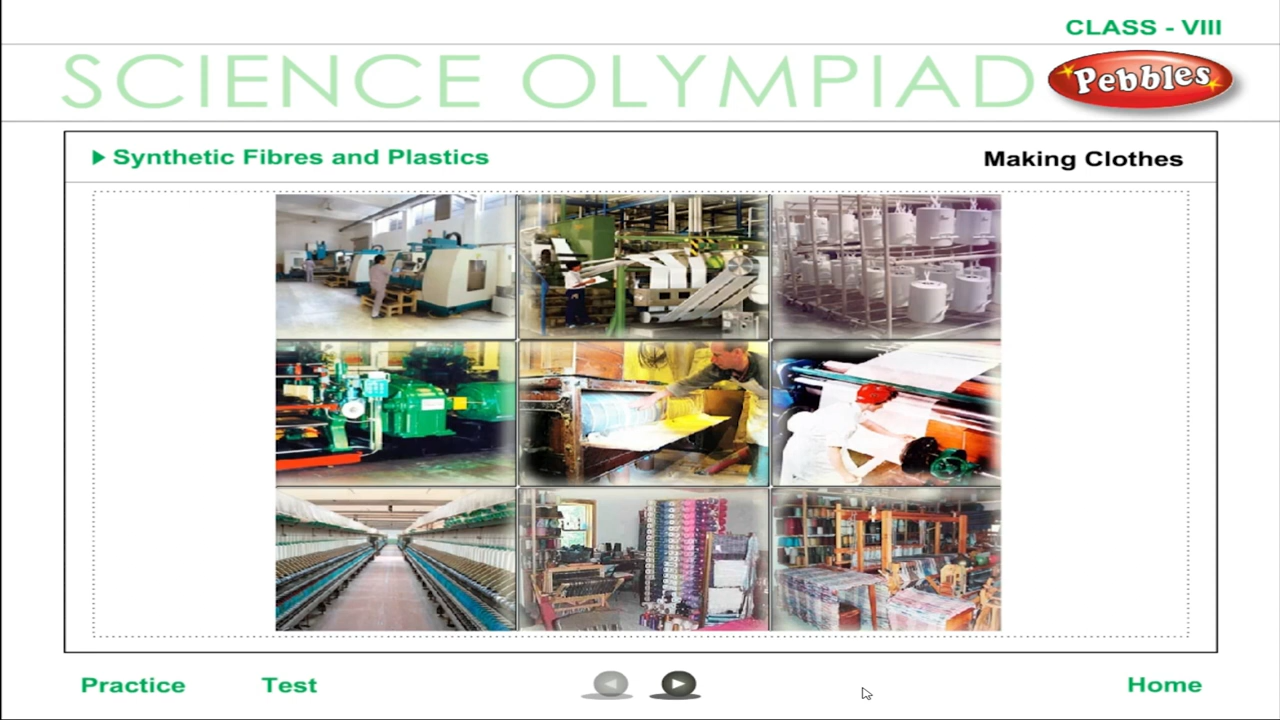 CLASS - VIII
SCIENCE OLYMPIAD
Pebbles
Synthetic Fibres and Plastics
Making Clothes
Practice
Test
Home